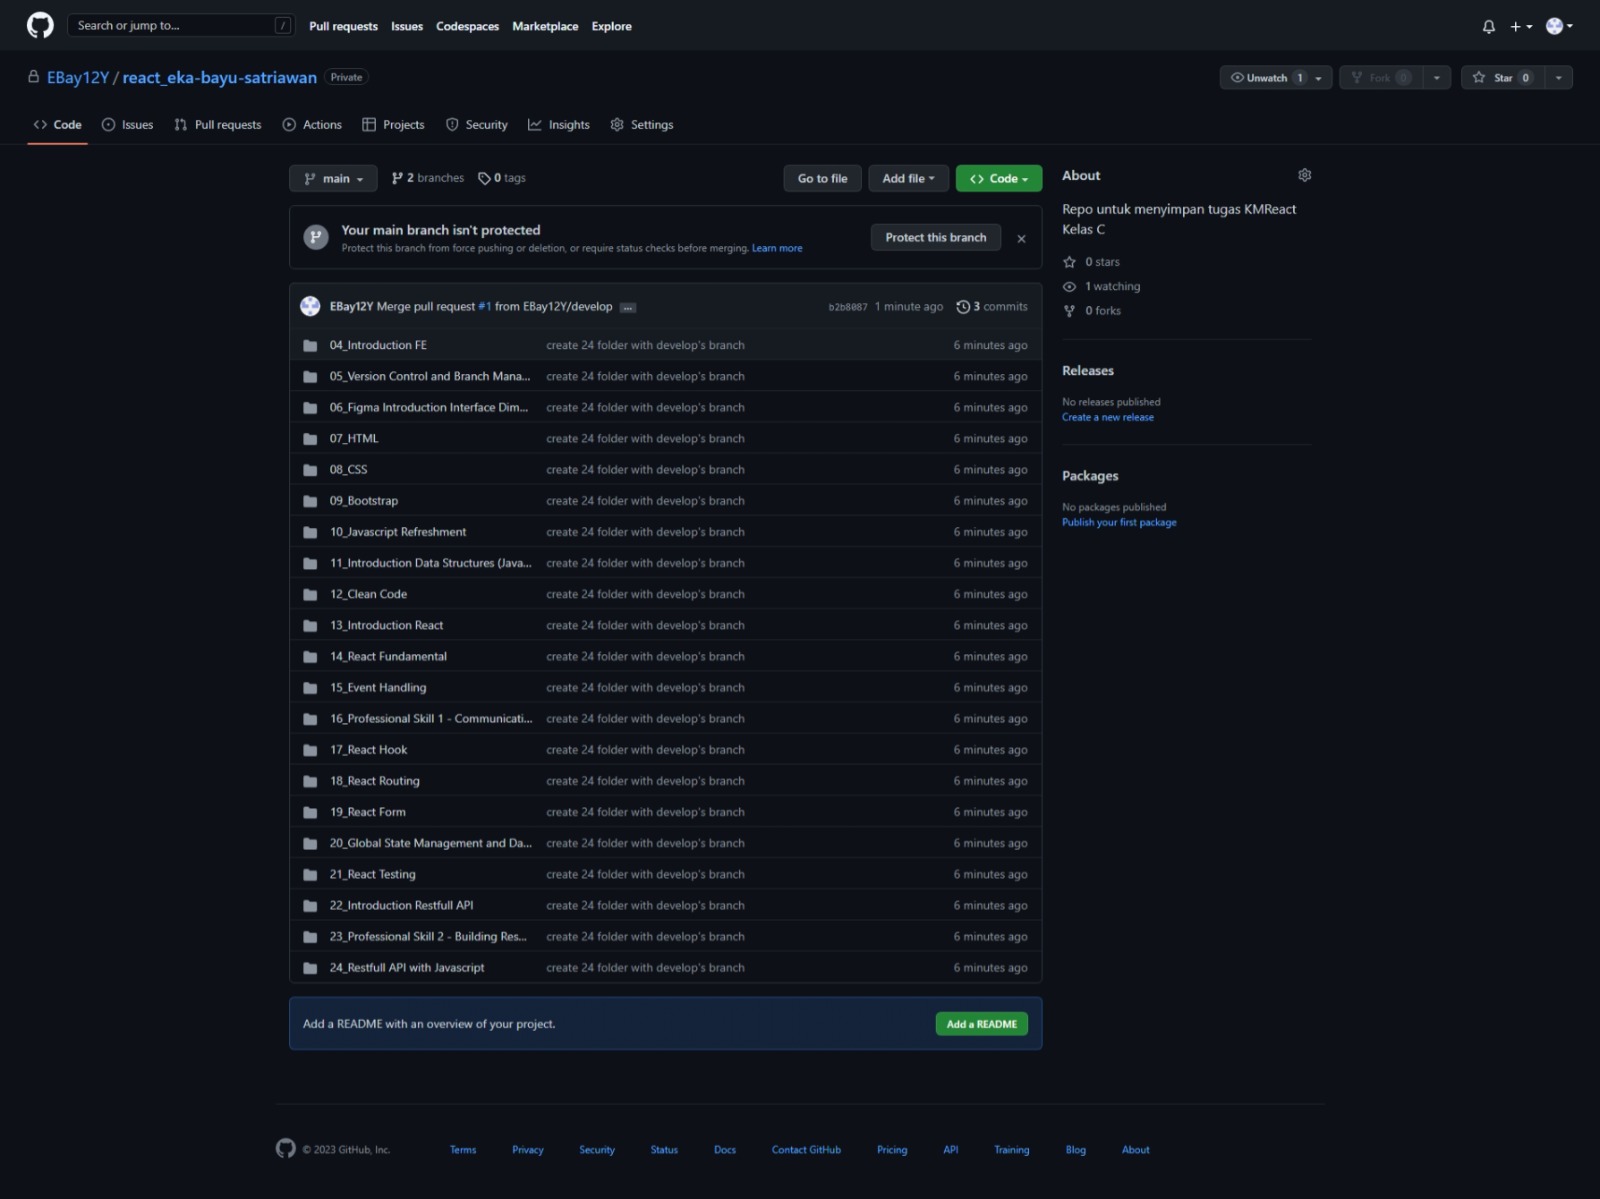 Search or jump to... /
Pull requests Issues Codespaces Marketplace Explore
EBay12Y / react_eka-bayu-satriawan Private
Unwatch 1 Fork 0 Star 0
Code Issues Pull requests Actions Projects Security Insights Settings
main 2 branches 0 tags Go to file Add file Code
Your main branch isn't protected
Protect this branch from force pushing or deletion, or require status checks before merging. Learn more
Protect this branch
EBay12Y Merge pull request #1 from EBay12Y/develop ... b2b8087 1 minute ago 3 commits
04_Introduction FE create 24 folder with develop's branch 6 minutes ago
05_Version Control and Branch Mana... create 24 folder with develop's branch 6 minutes ago
06_Figma Introduction Interface Dim... create 24 folder with develop's branch 6 minutes ago
07_HTML create 24 folder with develop's branch 6 minutes ago
08_CSS create 24 folder with develop's branch 6 minutes ago
09_Bootstrap create 24 folder with develop's branch 6 minutes ago
10_Javascript Refreshment create 24 folder with develop's branch 6 minutes ago
11_Introduction Data Structures (Java... create 24 folder with develop's branch 6 minutes ago
12_Clean Code create 24 folder with develop's branch 6 minutes ago
13_Introduction React create 24 folder with develop's branch 6 minutes ago
14_React Fundamental create 24 folder with develop's branch 6 minutes ago
15_Event Handling create 24 folder with develop's branch 6 minutes ago
16_Professional Skill 1 - Communicati... create 24 folder with develop's branch 6 minutes ago
17_React Hook create 24 folder with develop's branch 6 minutes ago
18_React Routing create 24 folder with develop's branch 6 minutes ago
19_React Form create 24 folder with develop's branch 6 minutes ago
20_Global State Management and Da... create 24 folder with develop's branch 6 minutes ago
21_React Testing create 24 folder with develop's branch 6 minutes ago
22_Introduction Restfull API create 24 folder with develop's branch 6 minutes ago
23_Professional Skill 2 - Building Res... create 24 folder with develop's branch 6 minutes ago
24_Restfull API with Javascript create 24 folder with develop's branch 6 minutes ago
Add a README with an overview of your project. Add a README
About
Repo untuk menyimpan tugas KMReact
Kelas C
0 stars
1 watching
0 forks
Releases
No releases published
Create a new release
Packages
No packages published
Publish your first package
© 2023 GitHub, Inc. Terms Privacy Security Status Docs Contact GitHub Pricing API Training Blog About